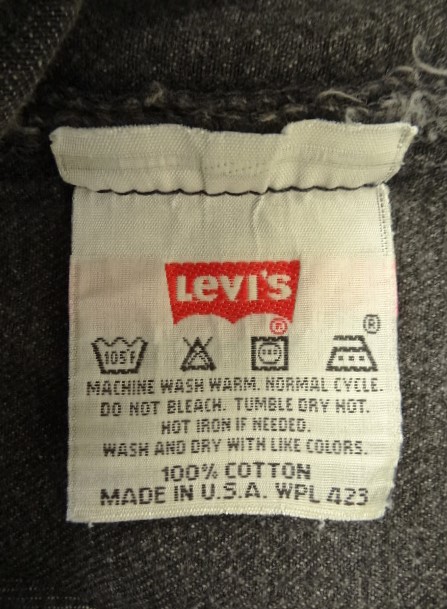 Levi's
®
®
105°F
MACHINE WASH WARM. NORMAL CYCLE.
DO NOT BLEACH. TUMBLE DRY HOT.
HOT IRON IF NEEDED.
WASH AND DRY WITH LIKE COLORS.
100% COTTON
MADE IN U.S.A. WPL 423